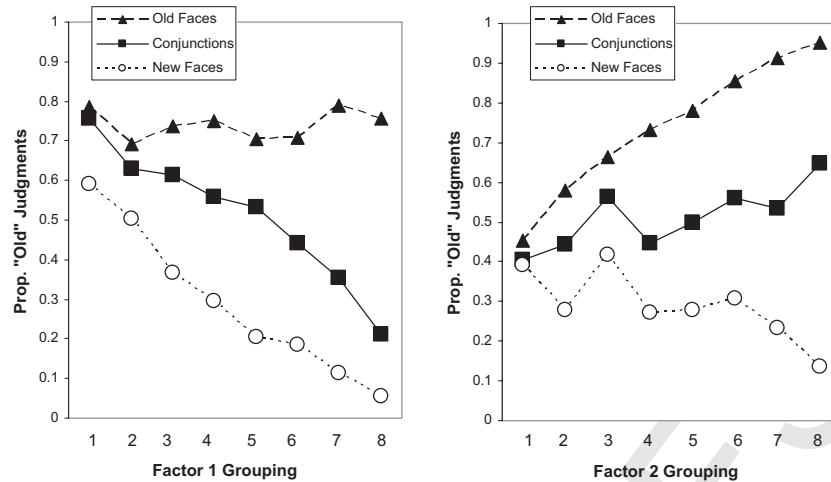 Old Faces
Conjunctions
New Faces
1
0.9
0.8
0.7
0.6
0.5
0.4
0.3
0.2
0.1
0
Prop. "Old" Judgments
1 2 3 4 5 6 7 8
Factor 1 Grouping
Old Faces
Conjunctions
New Faces
1
0.9
0.8
0.7
0.6
0.5
0.4
0.3
0.2
0.1
0
Prop. "Old" Judgments
1 2 3 4 5 6 7 8
Factor 2 Grouping